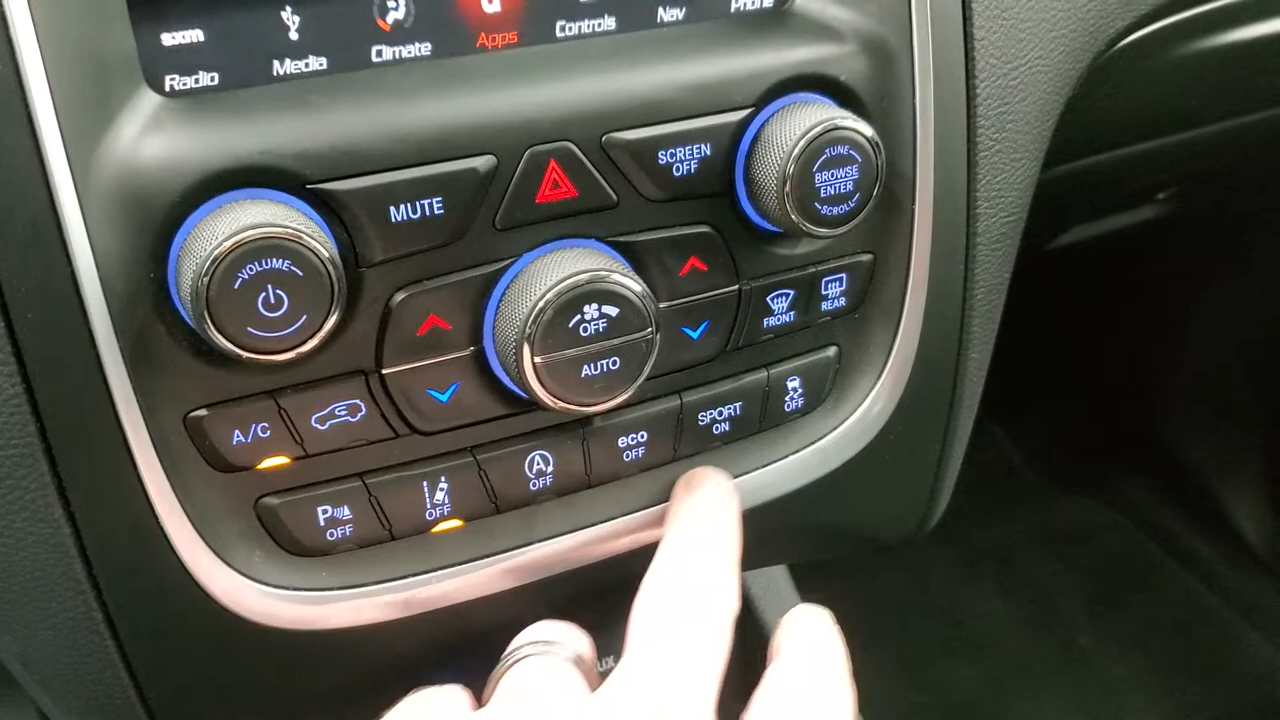 sxm
Radio
Media
Climate
Apps
Controls
Nav
Phone
MUTE
SCREEN
OFF
TUNE
BROWSE
ENTER
SCROLL
VOLUME
OFF
AUTO
FRONT
REAR
A/C
P OFF
OFF
A
OFF
eco
OFF
SPORT
ON
OFF
UX